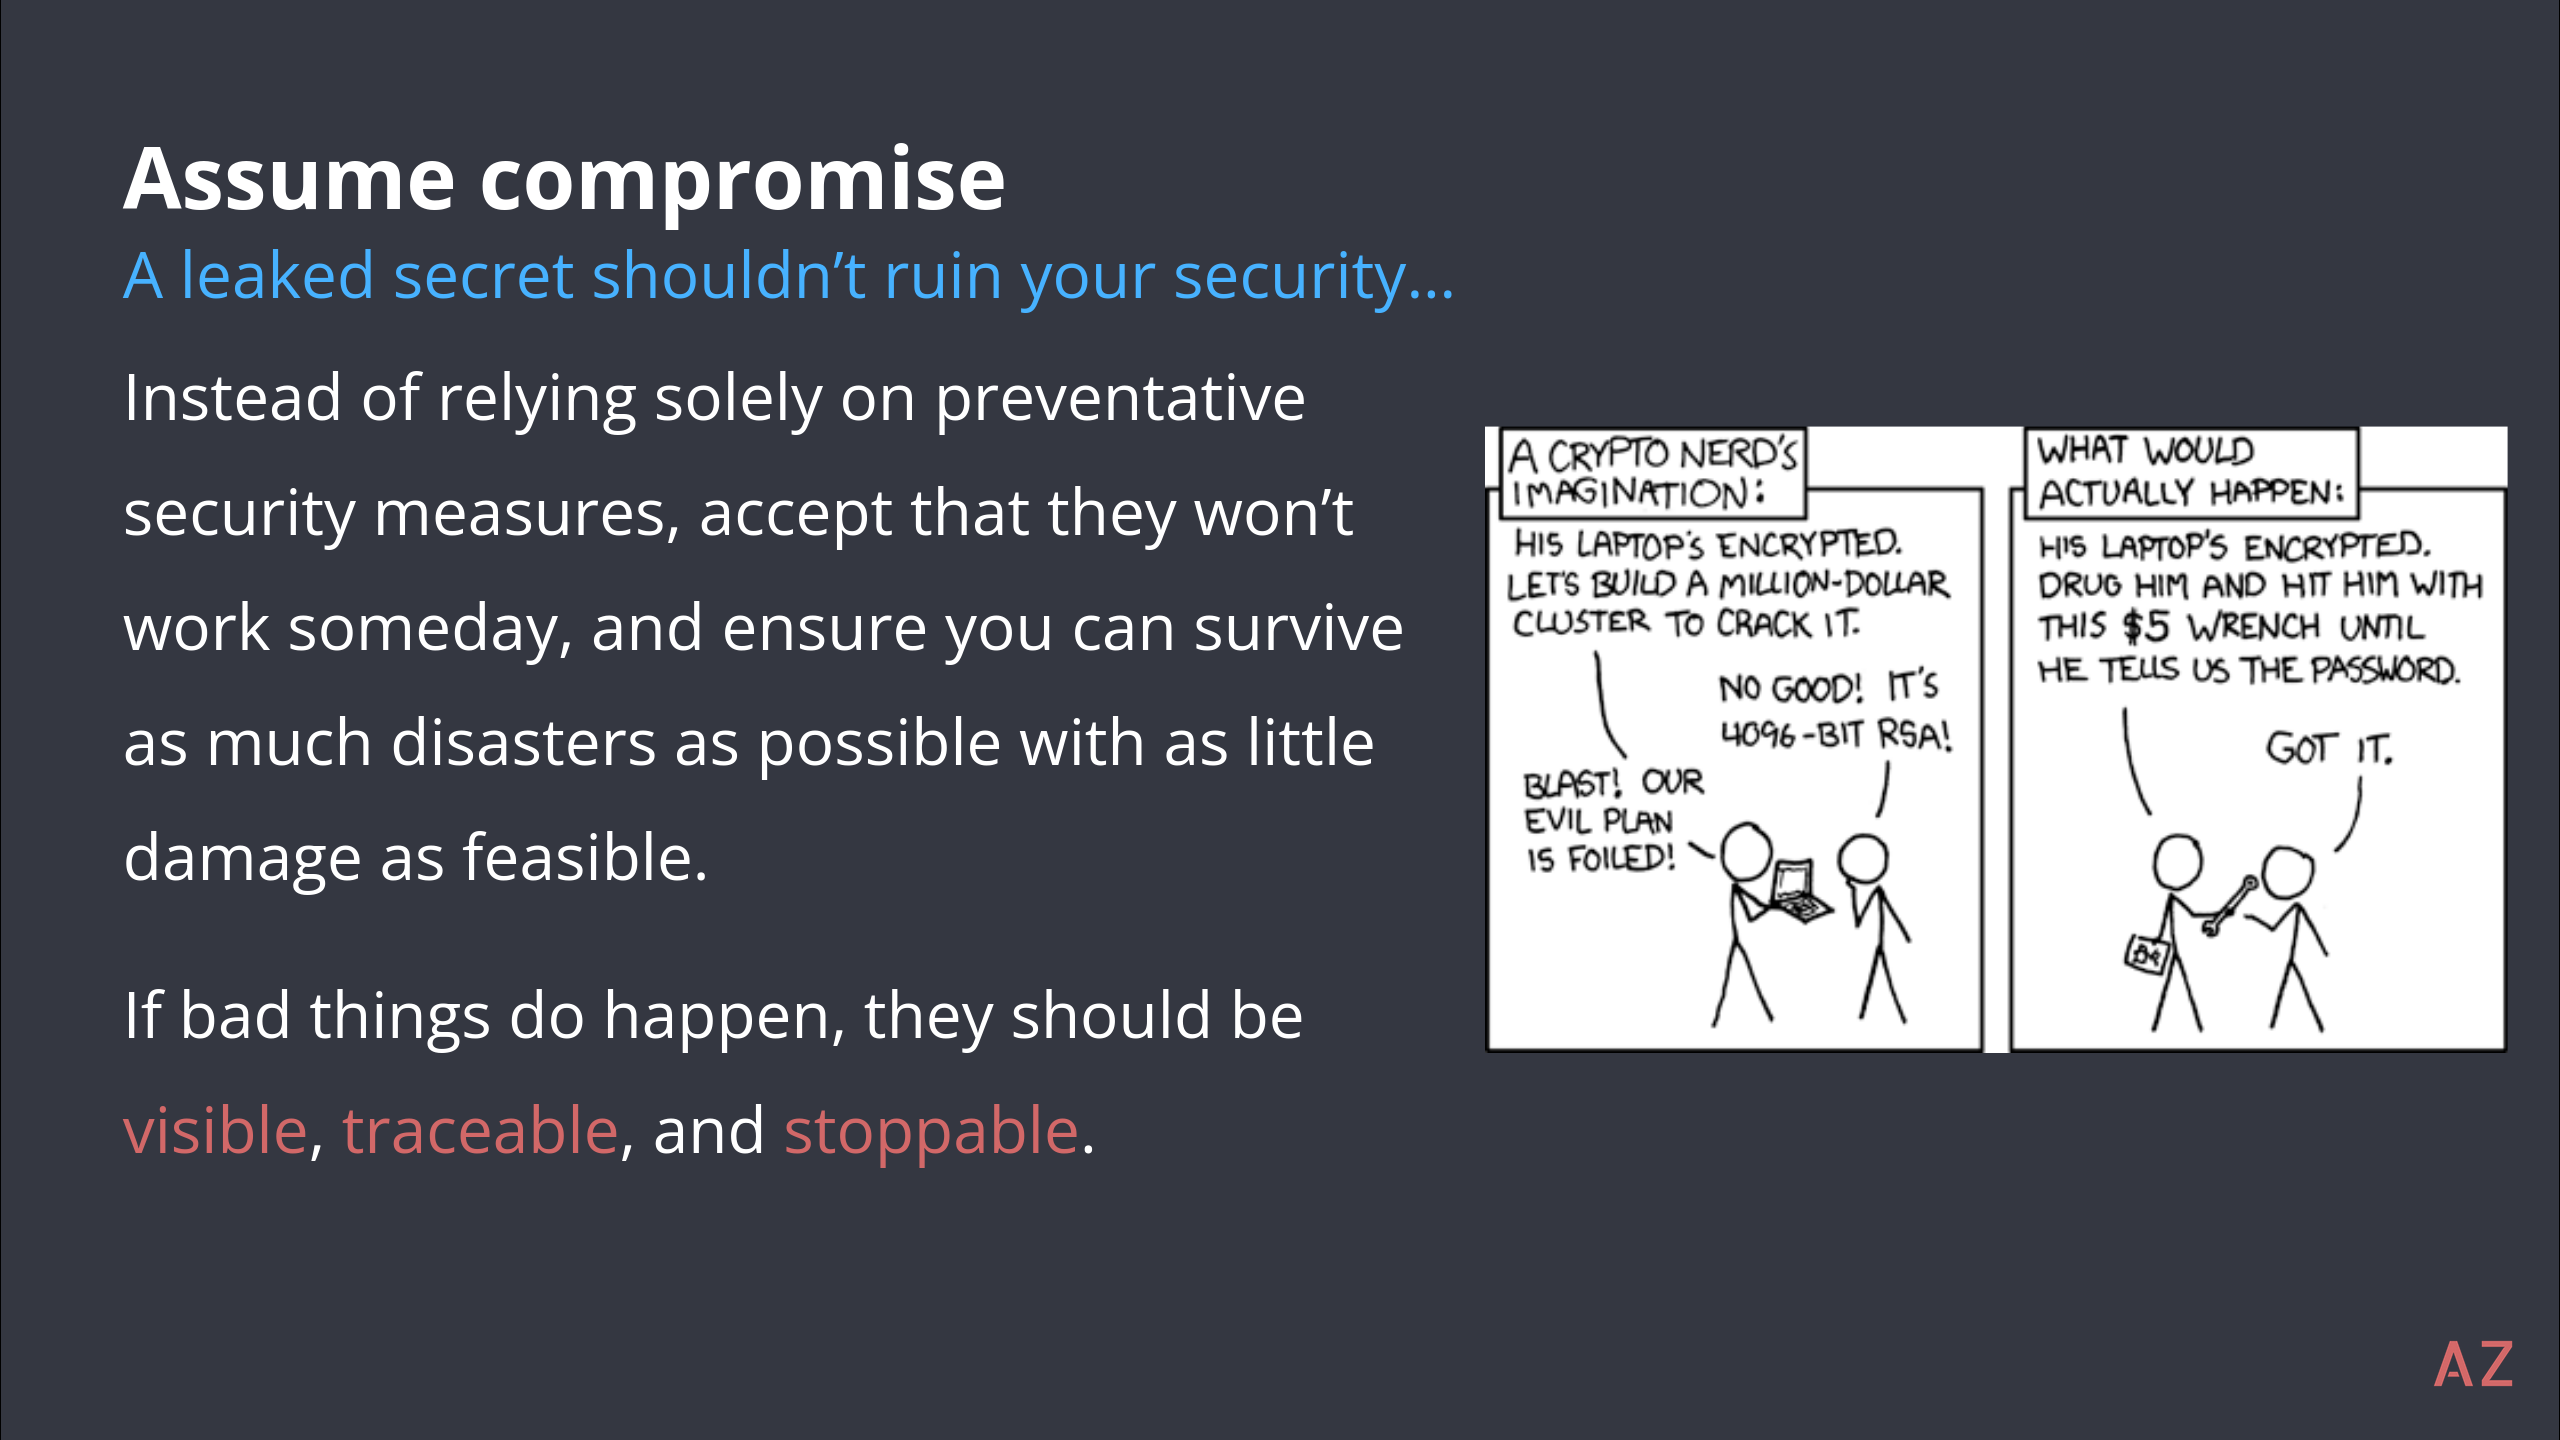 Assume compromise
A leaked secret shouldn’t ruin your security...
Instead of relying solely on preventative
security measures, accept that they won’t
work someday, and ensure you can survive
as much disasters as possible with as little
damage as feasible.
If bad things do happen, they should be
visible, traceable, and stoppable.
A CRYPTO NERD'S
IMAGINATION:
HIS LAPTOP'S ENCRYPTED.
LET'S BUILD A MILLION-DOLLAR
CLUSTER TO CRACK IT.
NO GOOD! IT'S
4096-BIT RSA!
BLAST! OUR
EVIL PLAN
IS FOILED!
WHAT WOULD
ACTUALLY HAPPEN:
HIS LAPTOP'S ENCRYPTED.
DRUG HIM AND HIT HIM WITH
THIS $5 WRENCH UNTIL
HE TELLS US THE PASSWORD.
GOT IT.
AZ